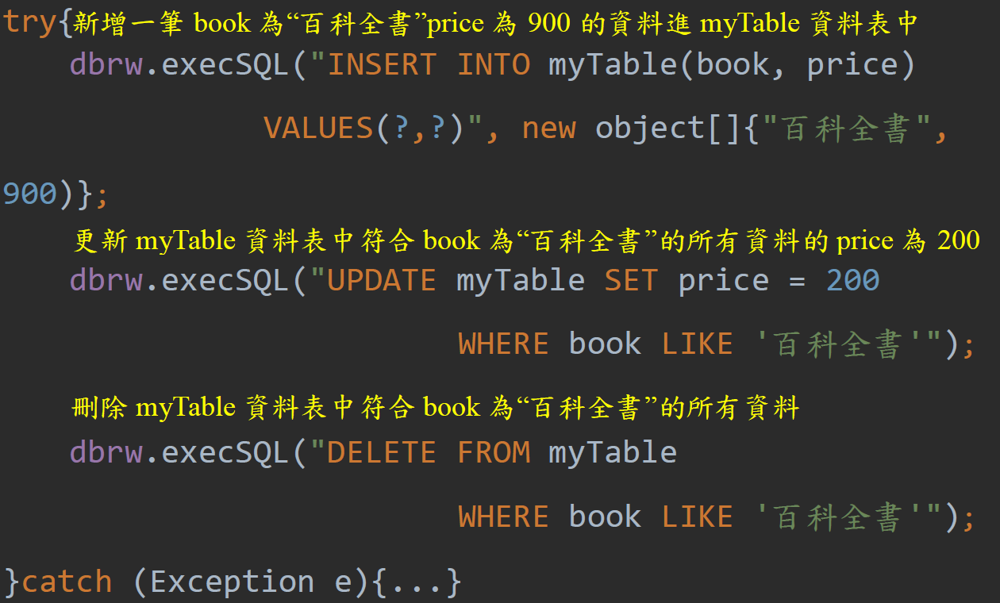 try{新增一筆 book 為“百科全書”price 為 900 的資料進 myTable 資料表中
dbrw.execSQL("INSERT INTO myTable(book, price)
VALUES(?,?)", new object[]{"百科全書",
900)};
更新 myTable 資料表中符合 book 為“百科全書”的所有資料的 price 為 200
dbrw.execSQL("UPDATE myTable SET price = 200
WHERE book LIKE '百科全書'");
刪除 myTable 資料表中符合 book 為“百科全書”的所有資料
dbrw.execSQL("DELETE FROM myTable
WHERE book LIKE '百科全書'");
}catch (Exception e){...}